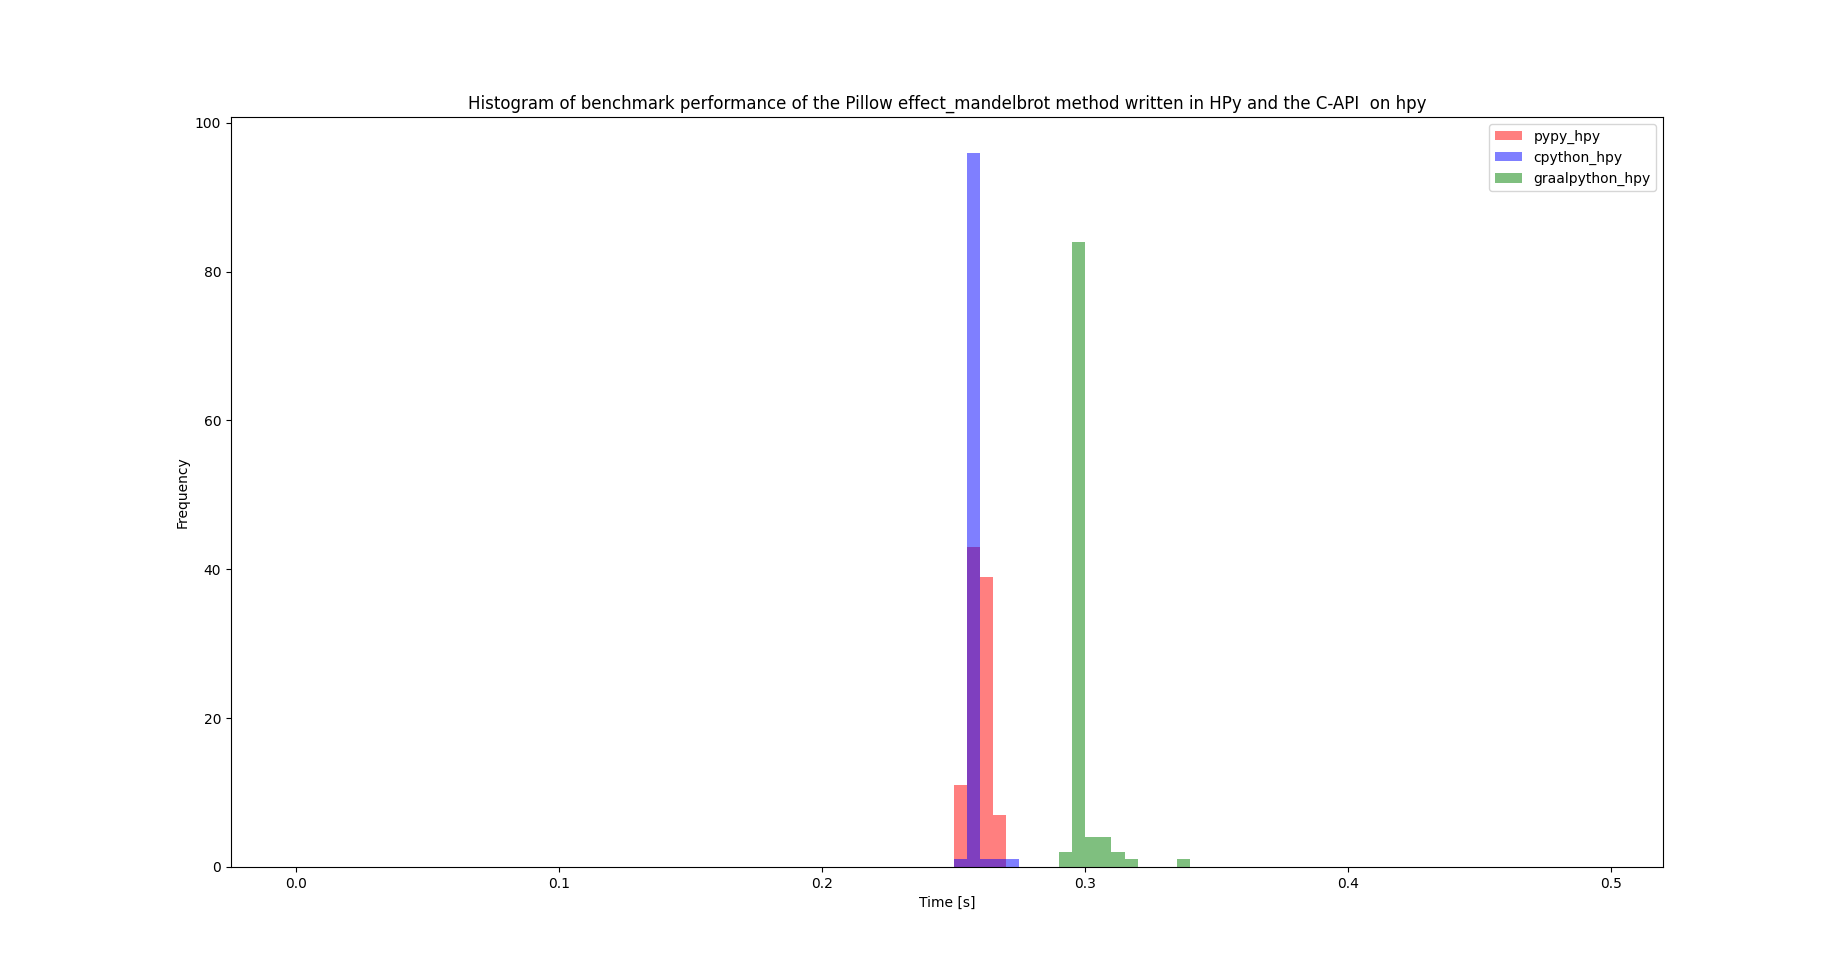 Histogram of benchmark performance of the Pillow effect_mandelbrot method written in HPy and the C-API  on hpy
pypy_hpy
cpython_hpy
graalpython_hpy
100
80
60
40
20
0
Frequency
0.0 0.1 0.2 0.3 0.4 0.5
Time [s]